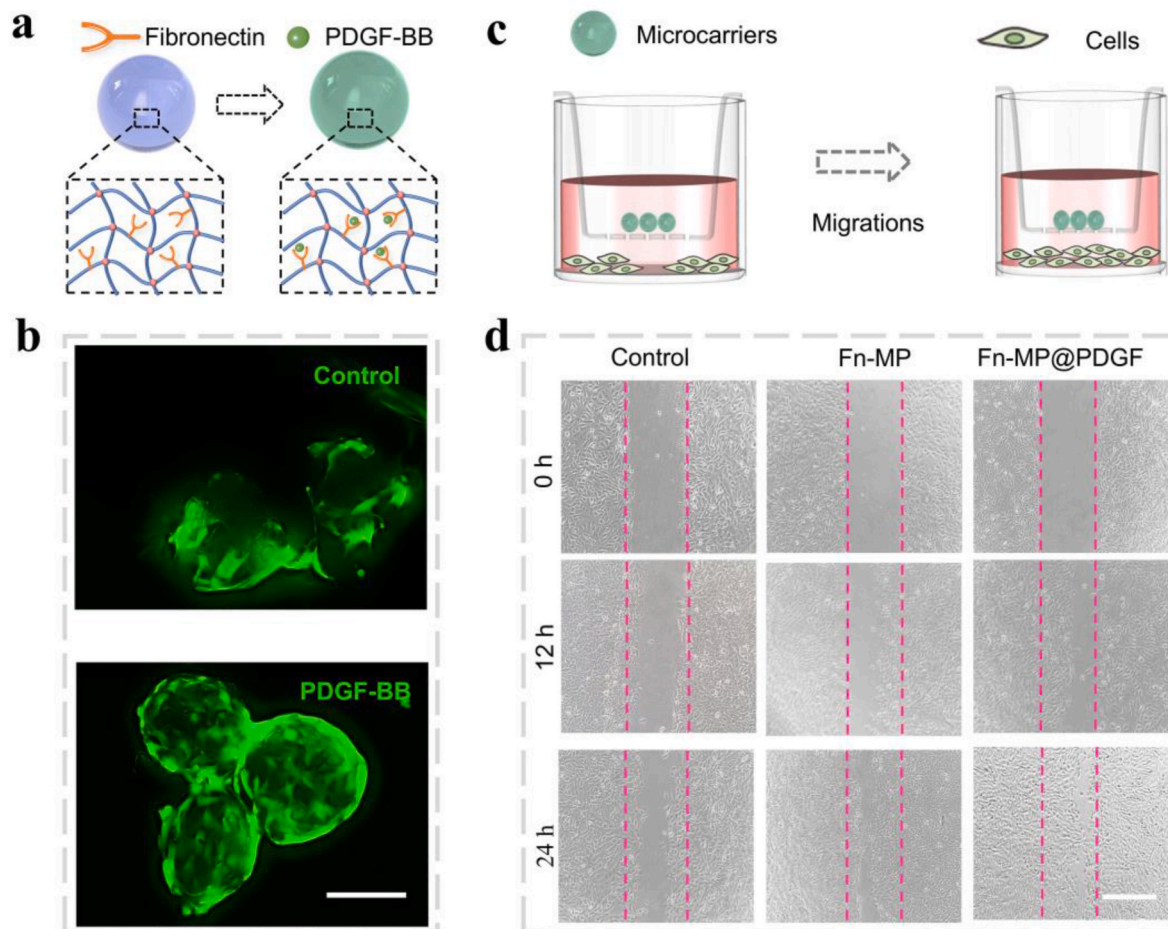 a
Fibronectin
PDGF-BB
c
Microcarriers
Cells
Migrations
b
Control
PDGF-BB
d
Control
Fn-MP
Fn-MP@PDGF
0 h
12 h
24 h